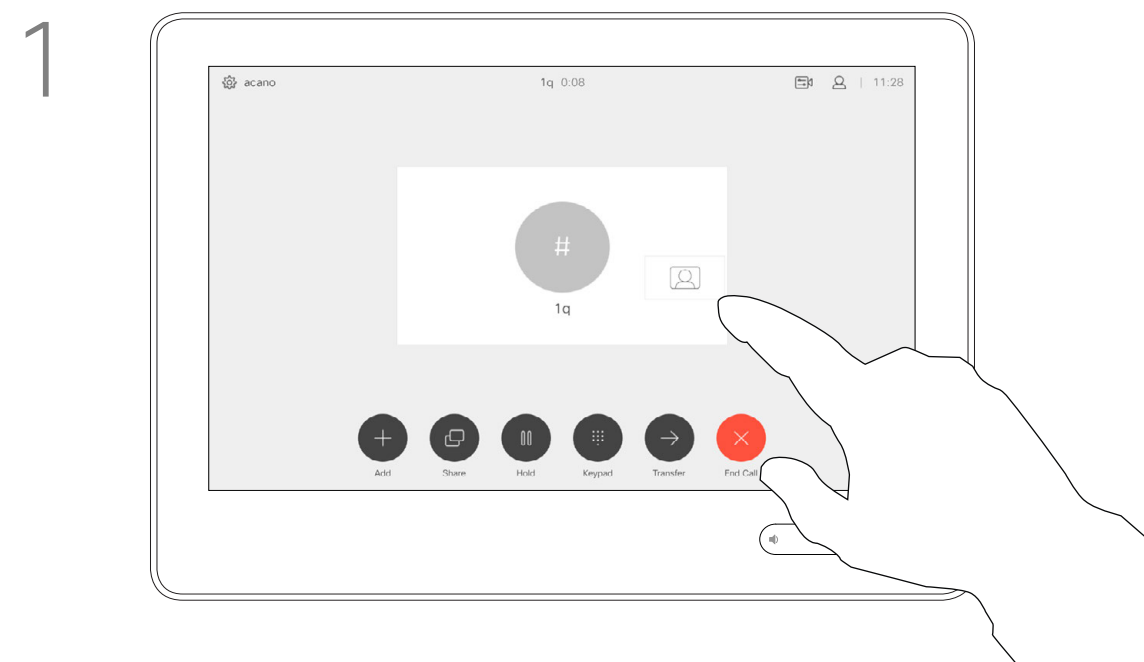 1
acano
1q 0:08
11:28
#
1q
Add
Share
Hold
Keypad
Transfer
End Call